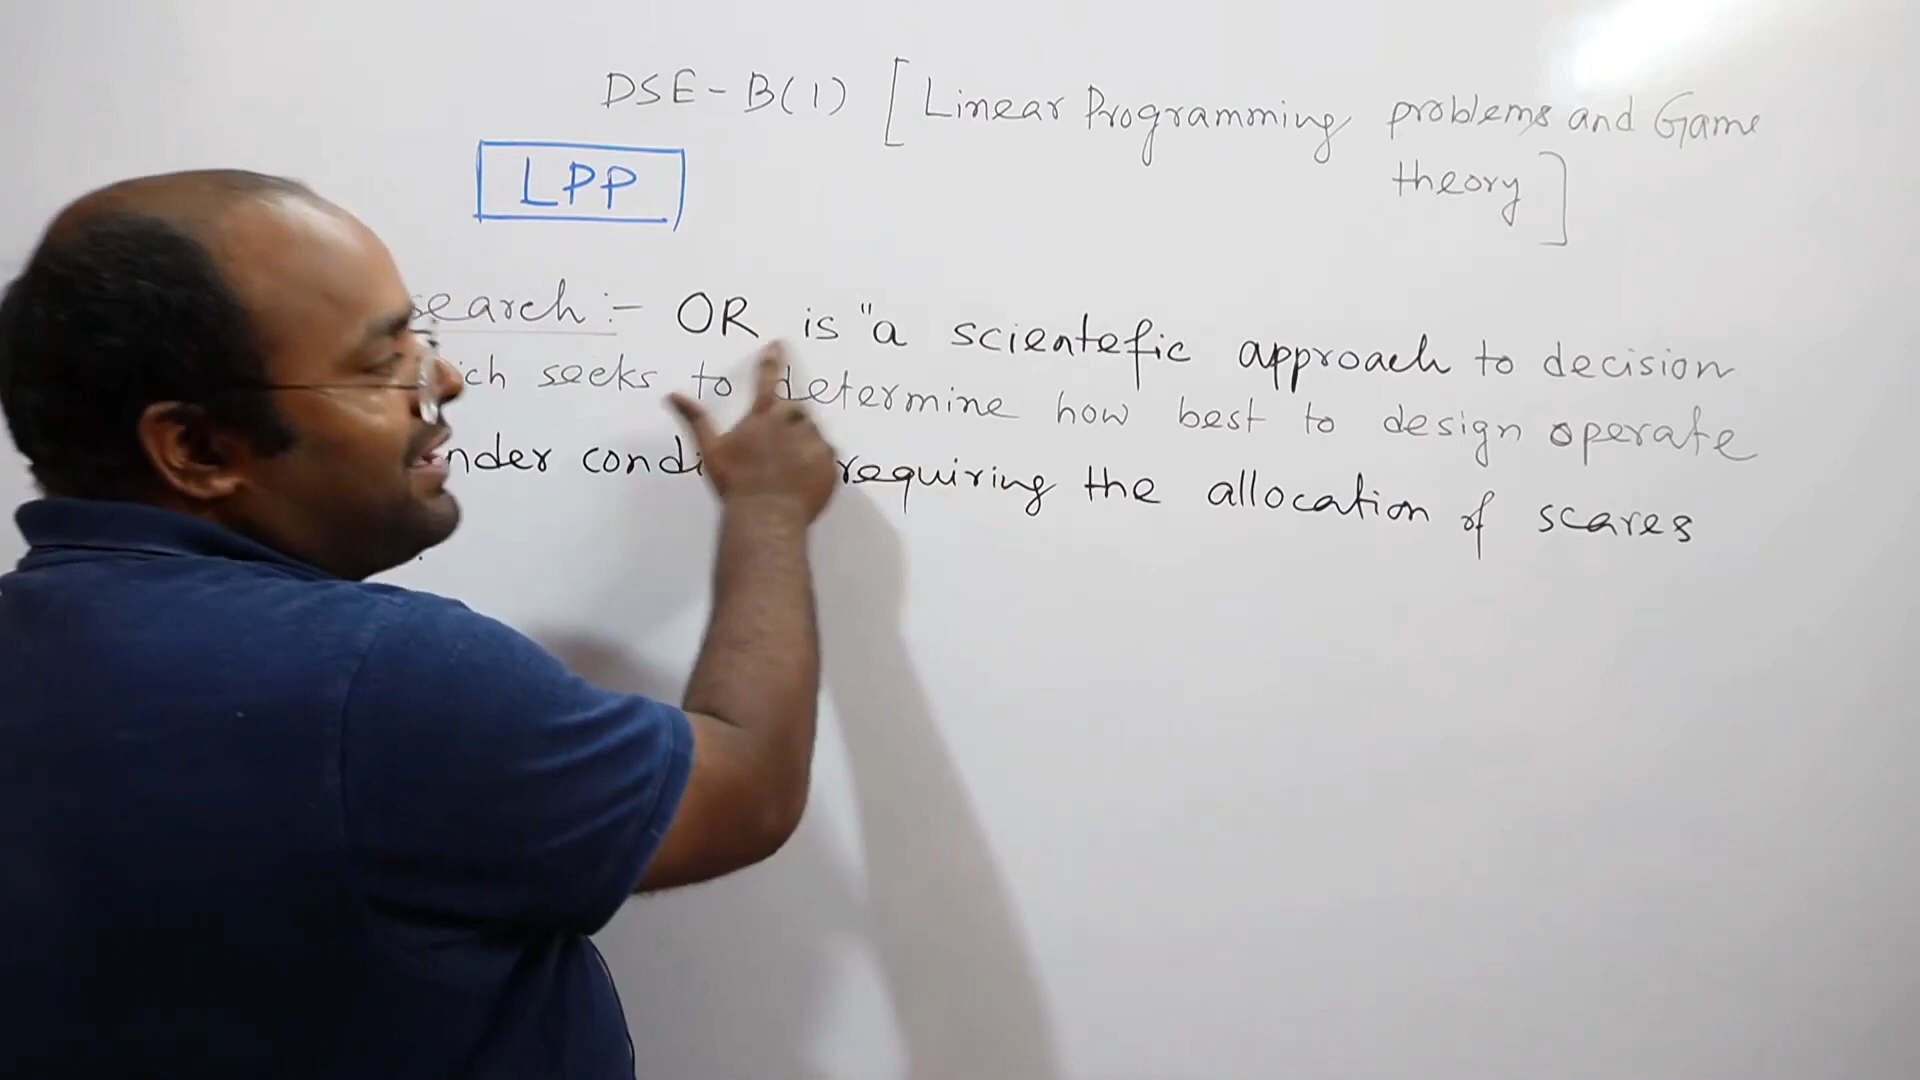 DSE-B(1) [Linear Programming problems and Game
theory]
LPP
search :- OR is "a scientefic approach to decision
ich seeks to determine how best to design operate
nder condi requiring the allocation of scares